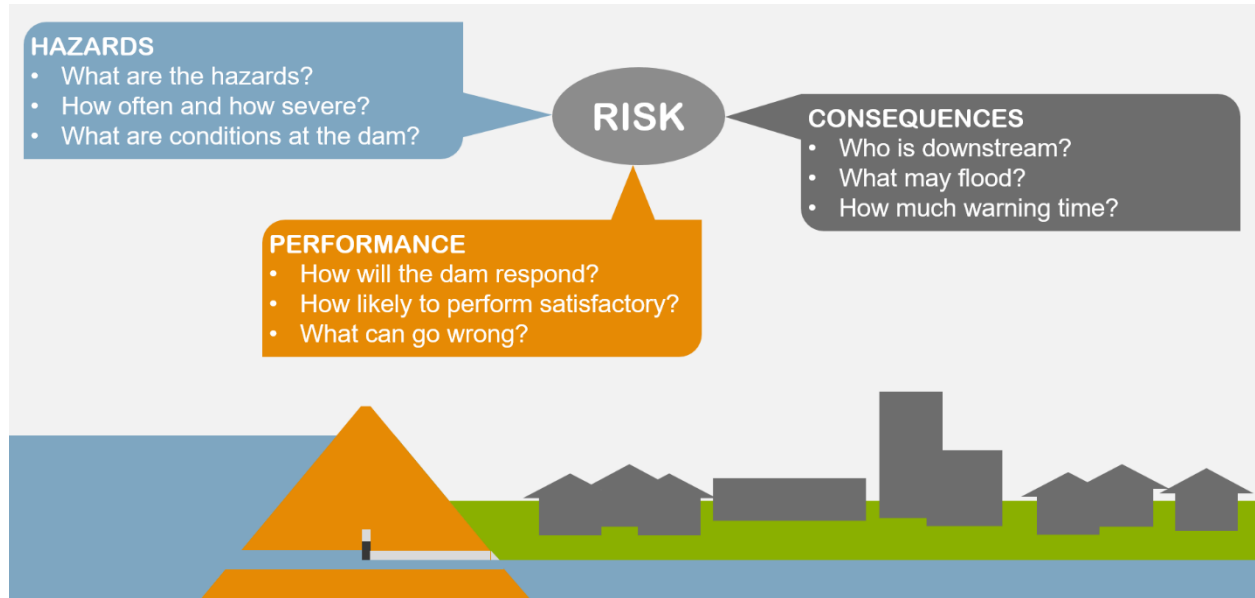 HAZARDS
• What are the hazards?
• How often and how severe?
• What are conditions at the dam?
RISK
CONSEQUENCES
• Who is downstream?
• What may flood?
• How much warning time?
PERFORMANCE
• How will the dam respond?
• How likely to perform satisfactory?
• What can go wrong?